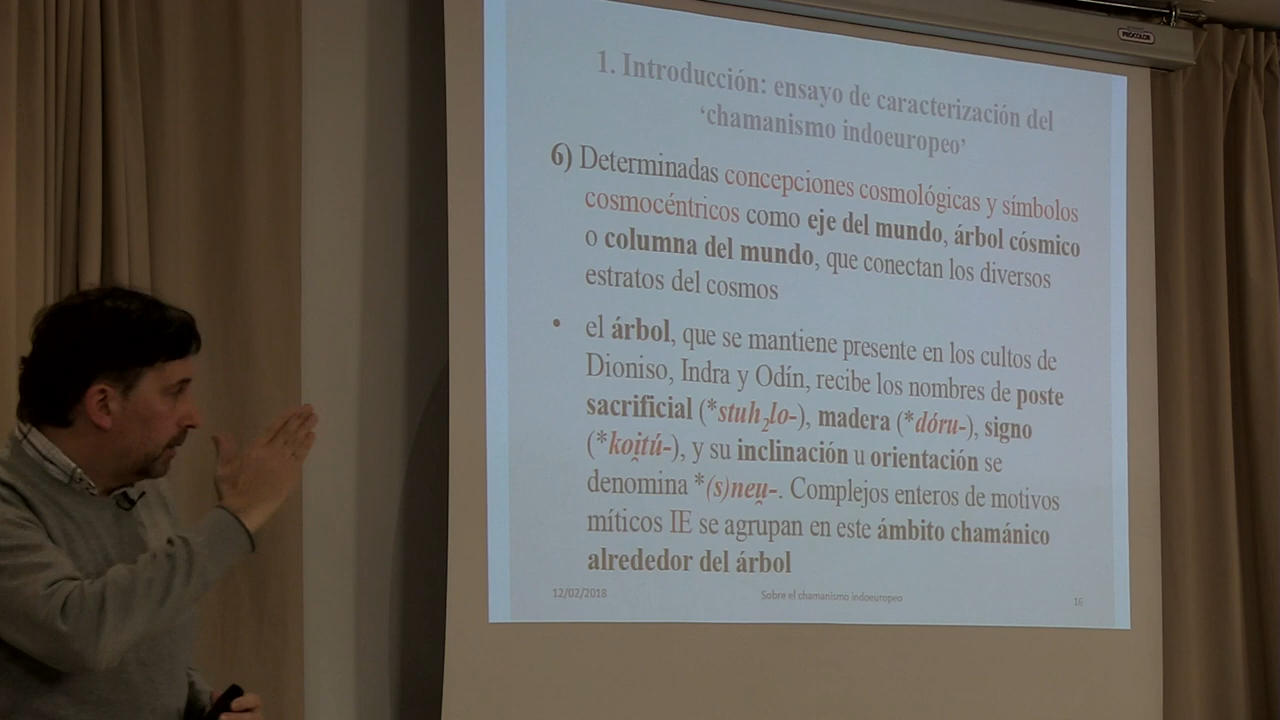 PROCOLOR
1. Introducción: ensayo de caracterización del
‘chamanismo indoeuropeo’
6) Determinadas concepciones cosmológicas y símbolos
cosmocéntricos como eje del mundo, árbol cósmico
o columna del mundo, que conectan los diversos
estratos del cosmos
• el árbol, que se mantiene presente en los cultos de
Dioniso, Indra y Odín, recibe los nombres de poste
sacrificial (*stuh₂lo-), madera (*dóru-), signo
(*koi̯tú-), y su inclinación u orientación se
denomina *(s)neu̯-. Complejos enteros de motivos
míticos IE se agrupan en este ámbito chamánico
alrededor del árbol
12/02/2018
Sobre el chamanismo indoeuropeo
16